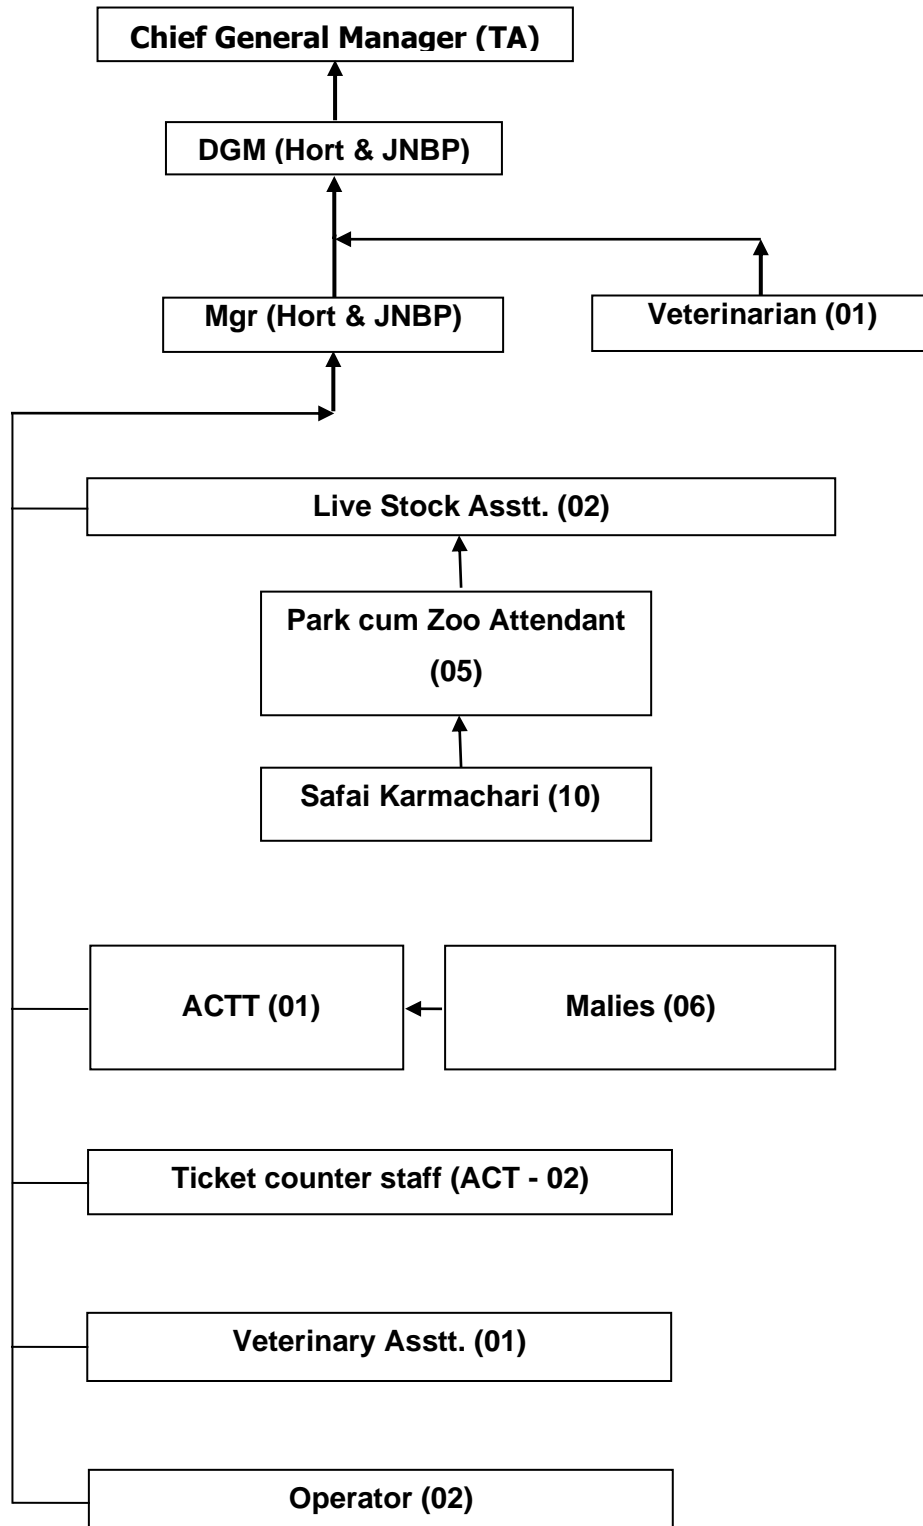 Chief General Manager (TA)
DGM (Hort & JNBP)
Mgr (Hort & JNBP)
Veterinarian (01)
Live Stock Asstt. (02)
Park cum Zoo Attendant
(05)
Safai Karmachari (10)
ACTT (01)
Malies (06)
Ticket counter staff (ACT - 02)
Veterinary Asstt. (01)
Operator (02)